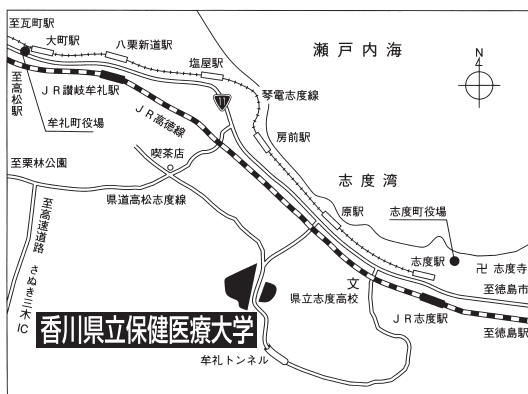 至瓦町駅
大町駅
八栗新道駅
塩屋駅
瀬戸内海
N
至高松駅
JR讃岐牟礼駅
11
琴電志度線
牟礼町役場
JR高徳線
房前駅
喫茶店
至栗林公園
志度湾
県道高松志度線
原駅
志度町役場
至高速道路 さぬき三木IC
志度駅
卍 志度寺
文
県立志度高校
至徳島市
香川県立保健医療大学
JR志度駅
至徳島駅
牟礼トンネル